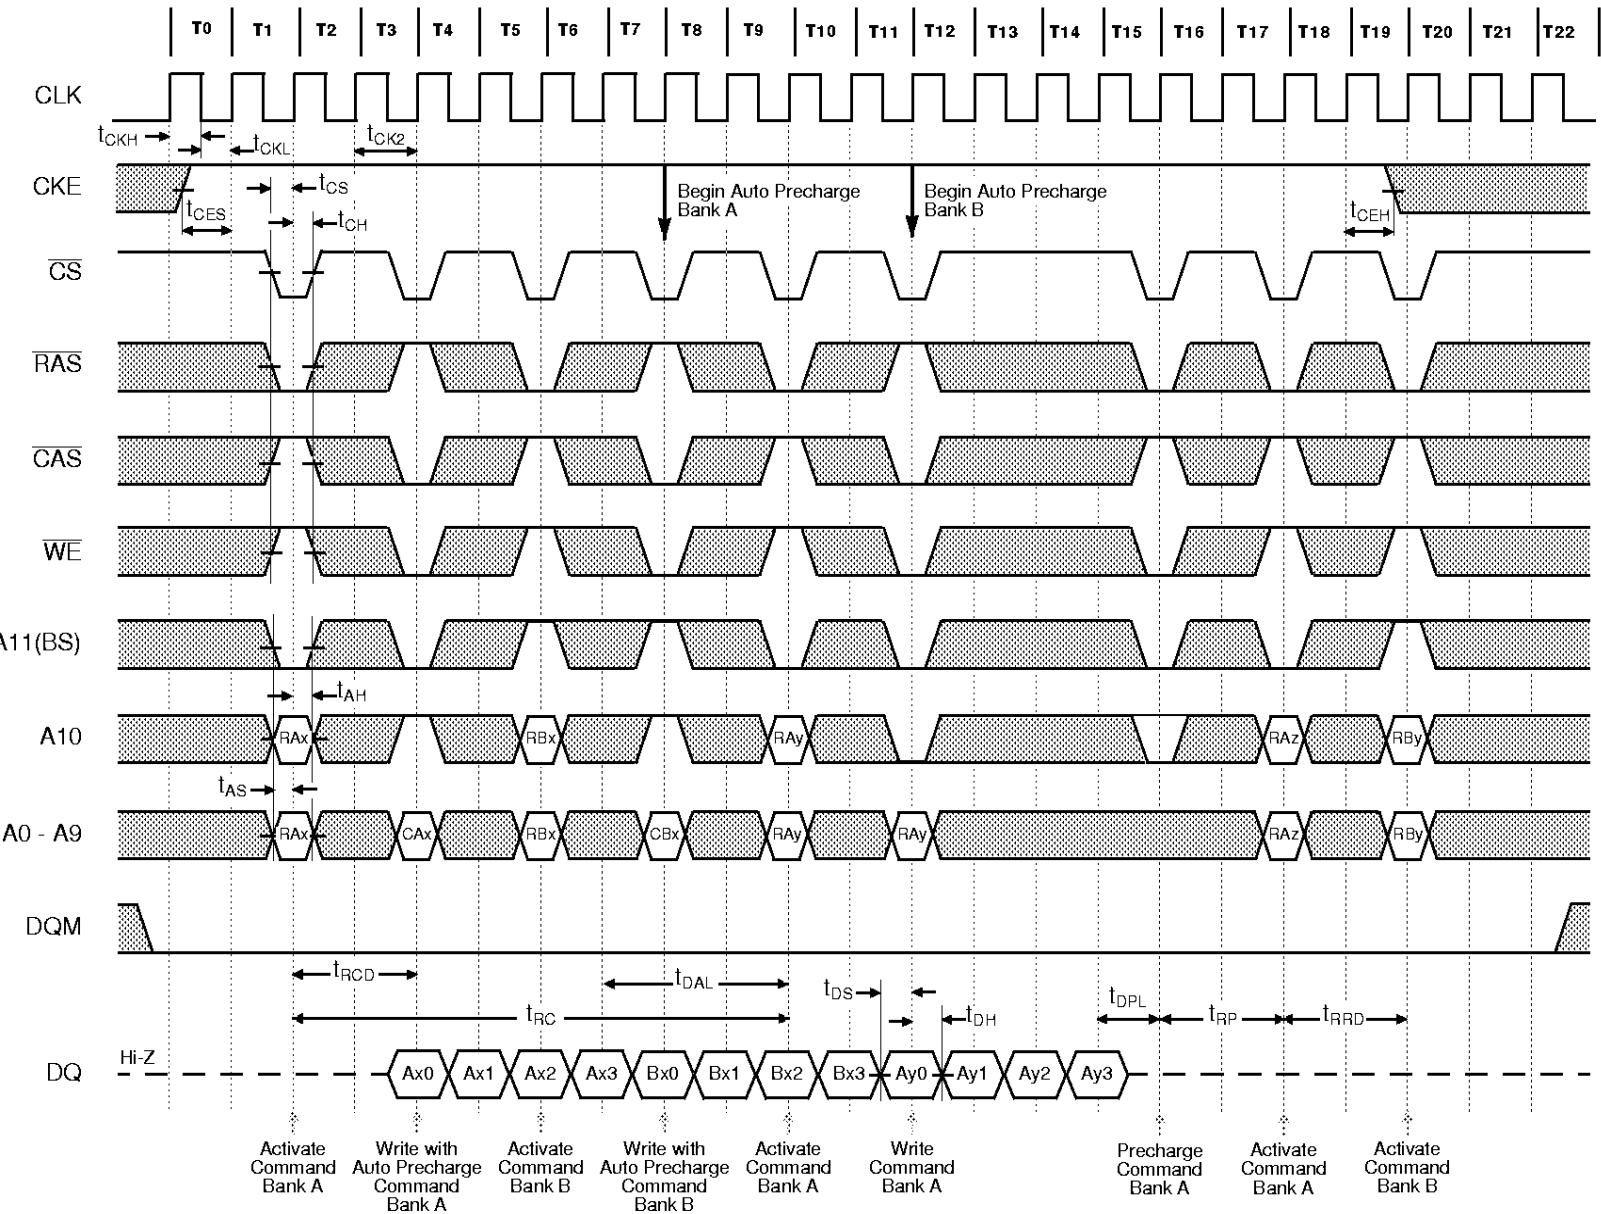 T0 T1 T2 T3 T4 T5 T6 T7 T8 T9 T10 T11 T12 T13 T14 T15 T16 T17 T18 T19 T20 T21 T22
CLK
tCKH tCKL tCK2
CKE
tCES tCS tCH
Begin Auto Precharge
Bank A
Begin Auto Precharge
Bank B
tCEH
CS
RAS
CAS
WE
A11(BS)
tAH
A10
RAx RBx RAy RAz RBy
tAS
A0 - A9
RAx CAx RBx CBx RAy RAy RAz RBy
DQM
tRCD tDAL tDS tDPL
tRC tDH tRP tRRD
Hi-Z
DQ
Ax0 Ax1 Ax2 Ax3 Bx0 Bx1 Bx2 Bx3 Ay0 Ay1 Ay2 Ay3
Activate
Command
Bank A
Write with
Auto Precharge
Command
Bank A
Activate
Command
Bank B
Write with
Auto Precharge
Command
Bank B
Activate
Command
Bank A
Write
Command
Bank A
Precharge
Command
Bank A
Activate
Command
Bank A
Activate
Command
Bank B